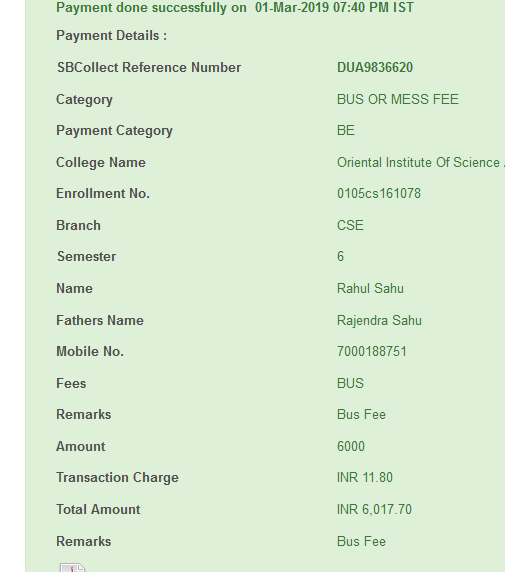 Payment done successfully on 01-Mar-2019 07:40 PM IST
Payment Details :
SBCollect Reference Number DUA9836620
Category BUS OR MESS FEE
Payment Category BE
College Name Oriental Institute Of Science
Enrollment No. 0105cs161078
Branch CSE
Semester 6
Name Rahul Sahu
Fathers Name Rajendra Sahu
Mobile No. 7000188751
Fees BUS
Remarks Bus Fee
Amount 6000
Transaction Charge INR 11.80
Total Amount INR 6,017.70
Remarks Bus Fee